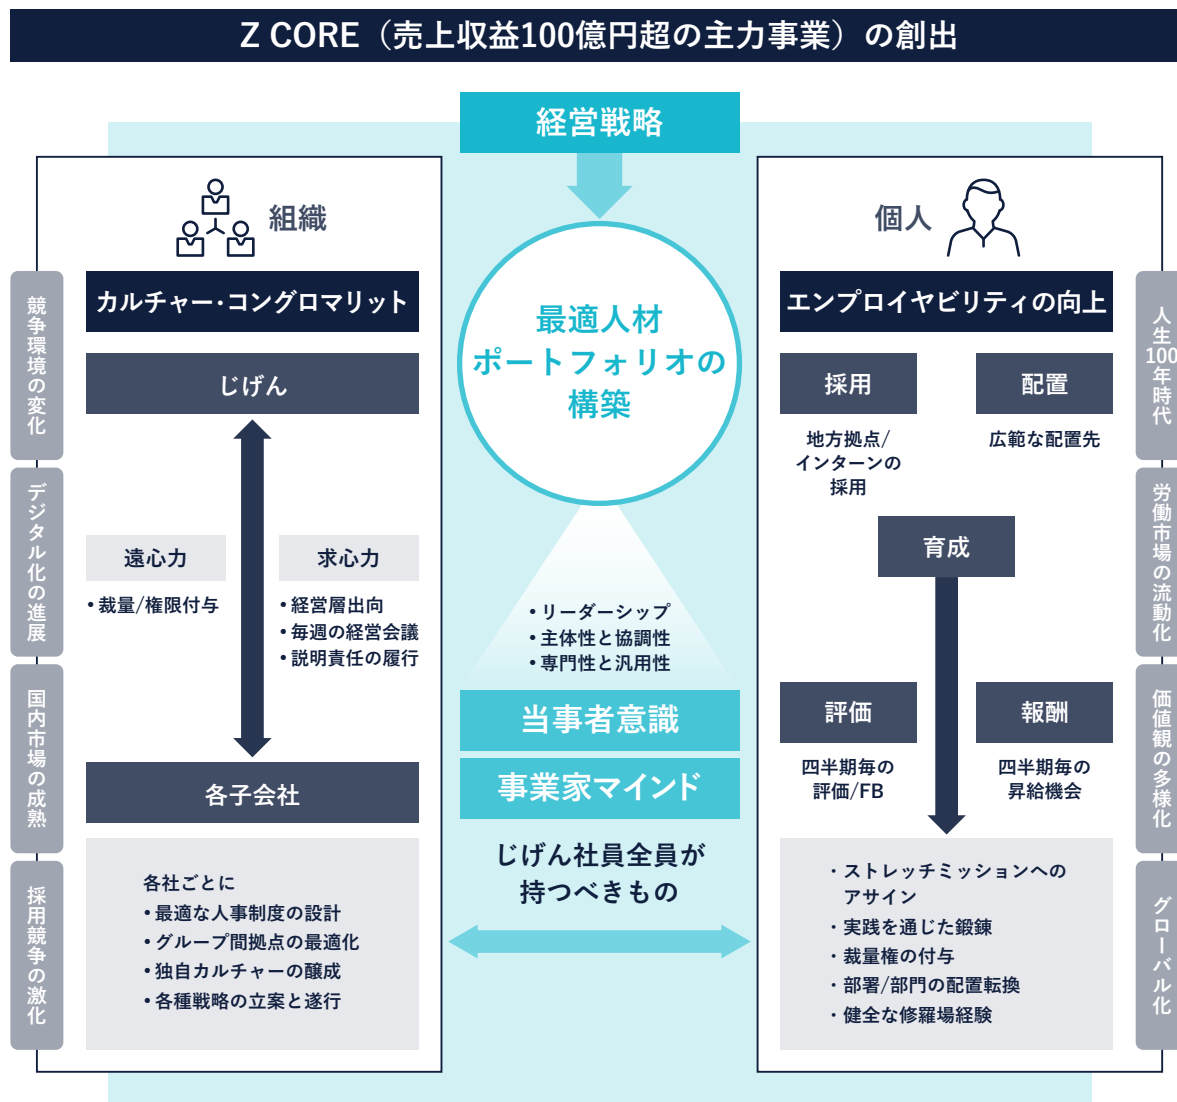 Z CORE（売上収益100億円超の主力事業）の創出
経営戦略
組織
カルチャー・コングロマリット
じげん
遠心力
・裁量/権限付与
求心力
・経営層出向
・毎週の経営会議
・説明責任の履行
各子会社
各社ごとに
・最適な人事制度の設計
・グループ間拠点の最適化
・独自カルチャーの醸成
・各種戦略の立案と遂行
競争環境の変化
デジタル化の進展
国内市場の成熟
採用競争の激化
最適人材
ポートフォリオの
構築
・リーダーシップ
・主体性と協調性
・専門性と汎用性
当事者意識
事業家マインド
じげん社員全員が
持つべきもの
個人
エンプロイヤビリティの向上
採用
地方拠点/
インターンの
採用
配置
広範な配置先
育成
評価
四半期毎の
評価/FB
報酬
四半期毎の
昇給機会
・ストレッチミッションへの
アサイン
・実践を通じた鍛錬
・裁量権の付与
・部署/部門の配置転換
・健全な修羅場経験
人生100年時代
労働市場の流動化
価値観の多様化
グローバル化